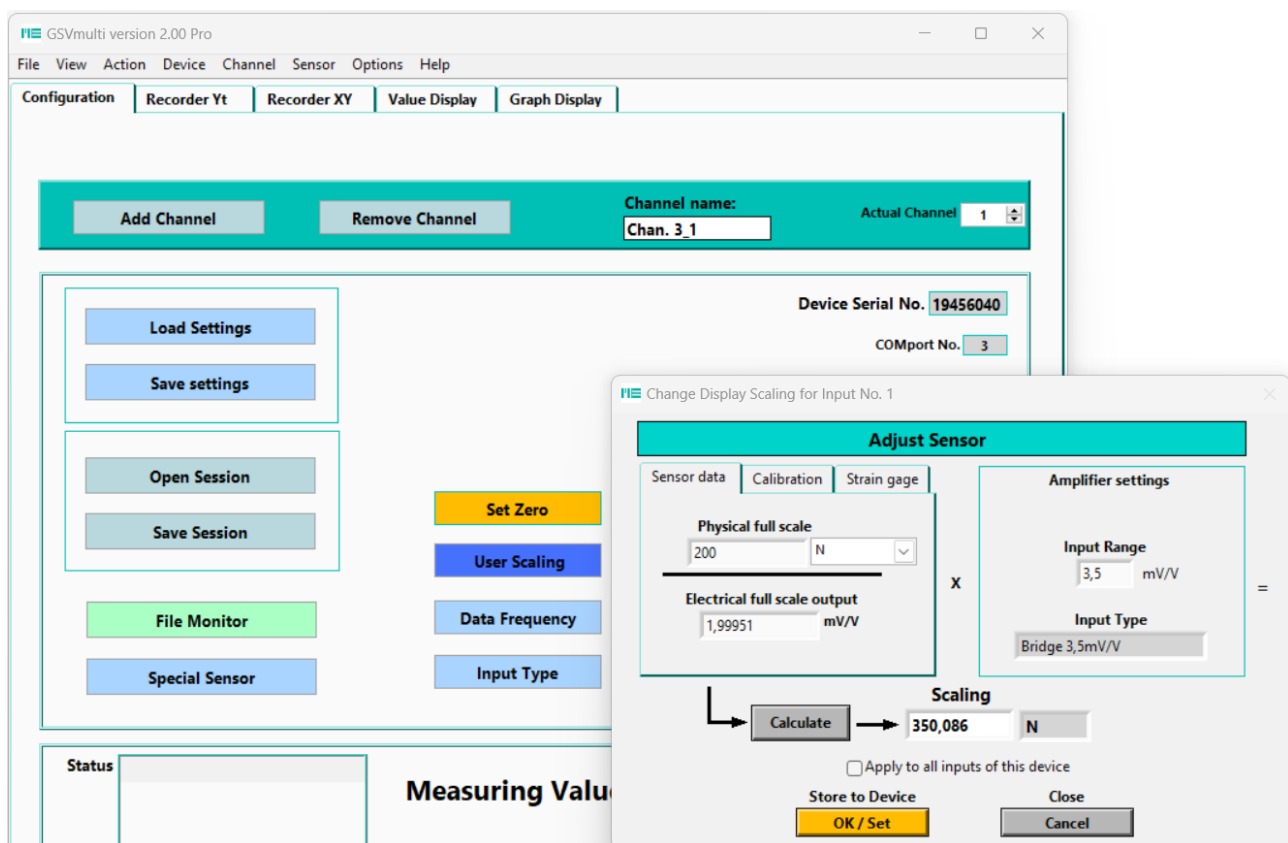 GSVmulti version 2.00 Pro
File View Action Device Channel Sensor Options Help
Configuration Recorder Yt Recorder XY Value Display Graph Display
Add Channel
Remove Channel
Channel name:
Chan. 3_1
Actual Channel 1
Load Settings
Save settings
Device Serial No. 19456040
COMport No. 3
Open Session
Save Session
File Monitor
Special Sensor
Set Zero
User Scaling
Data Frequency
Input Type
Status
Measuring Valu
Change Display Scaling for Input No. 1
Adjust Sensor
Sensor data Calibration Strain gage
Physical full scale
200 N
Electrical full scale output
1,99951 mV/V
x
Amplifier settings
Input Range
3,5 mV/V
Input Type
Bridge 3,5mV/V
=
Calculate
Scaling
350,086 N
Apply to all inputs of this device
Store to Device
OK / Set
Close
Cancel